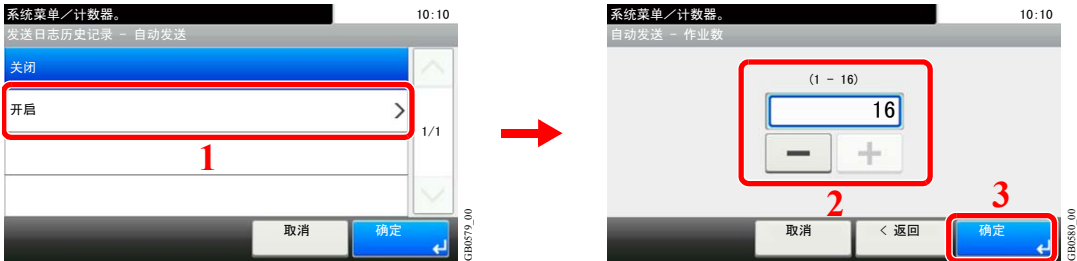 系统菜单／计数器。 10:10
发送日志历史记录 - 自动发送
关闭
开启
1/1
1
取消 确定
GB0579_00
系统菜单／计数器。 10:10
自动发送 - 作业数
(1 - 16)
16
2
3
取消 < 返回 确定
GB0580_00